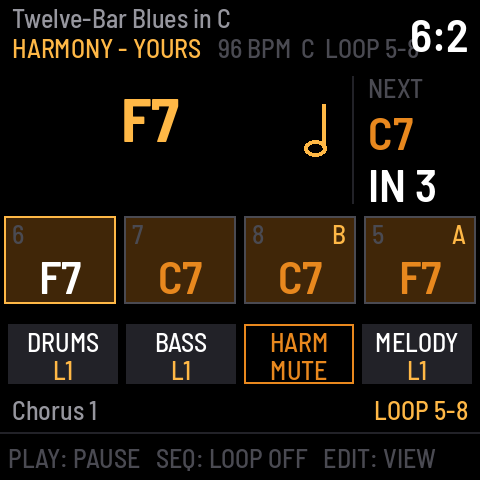 Twelve-Bar Blues in C
HARMONY - YOURS 96 BPM C LOOP 5-8
6:2
F7
NEXT
C7
IN 3
6 F7
7 C7
8 B C7
5 A F7
DRUMS L1
BASS L1
HARM MUTE
MELODY L1
Chorus 1
LOOP 5-8
PLAY: PAUSE SEQ: LOOP OFF EDIT: VIEW